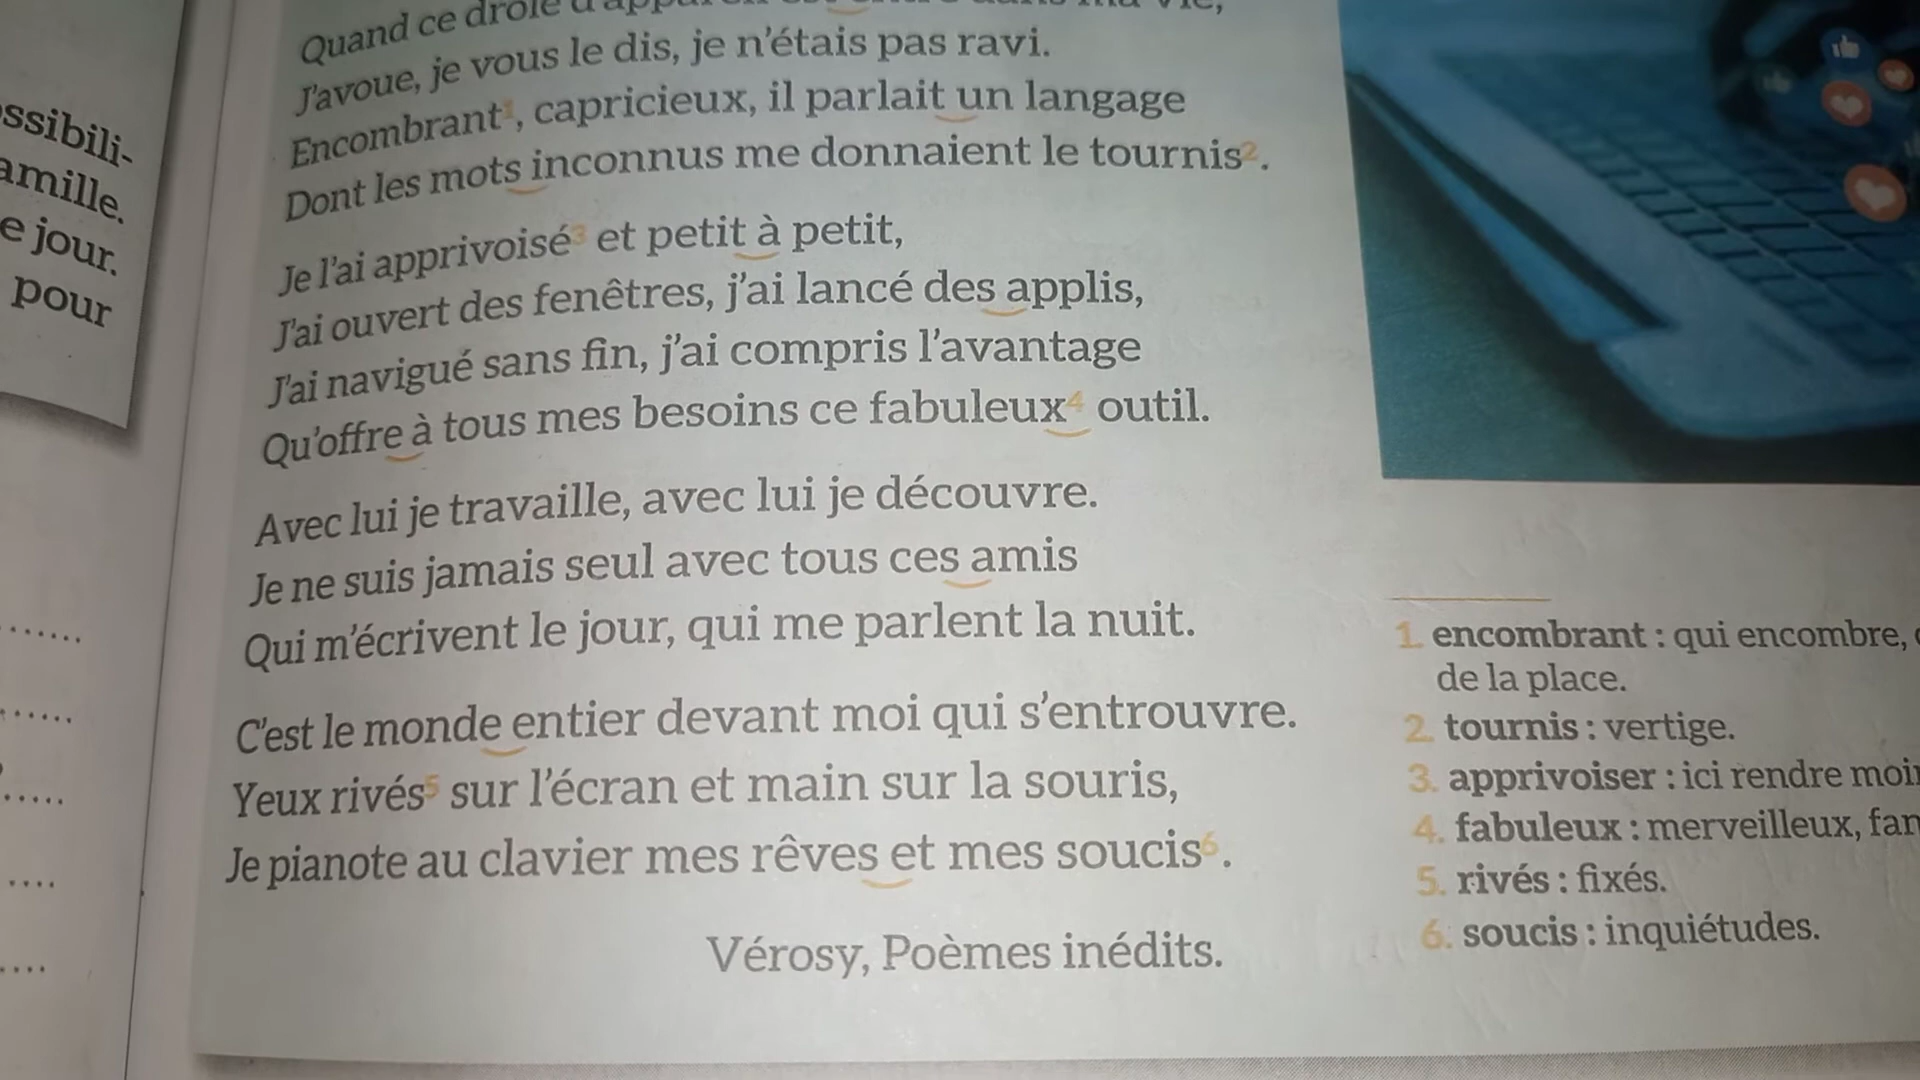 ssibili-
amille.
e jour.
pour
Quand ce drôle
J'avoue, je vous le dis, je n'étais pas ravi.
Encombrant¹, capricieux, il parlait un langage
Dont les mots inconnus me donnaient le tournis².
Je l'ai apprivoisé³ et petit à petit,
J'ai ouvert des fenêtres, j'ai lancé des applis,
J'ai navigué sans fin, j'ai compris l'avantage
Qu'offre à tous mes besoins ce fabuleux⁴ outil.
Avec lui je travaille, avec lui je découvre.
Je ne suis jamais seul avec tous ces amis
Qui m'écrivent le jour, qui me parlent la nuit.
C'est le monde entier devant moi qui s'entrouvre.
Yeux rivés⁵ sur l'écran et main sur la souris,
Je pianote au clavier mes rêves et mes soucis⁶.
Vérosy, Poèmes inédits.
1. encombrant : qui encombre,
de la place.
2. tournis : vertige.
3. apprivoiser : ici rendre moin
4. fabuleux : merveilleux, fan
5. rivés : fixés.
6. soucis : inquiétudes.